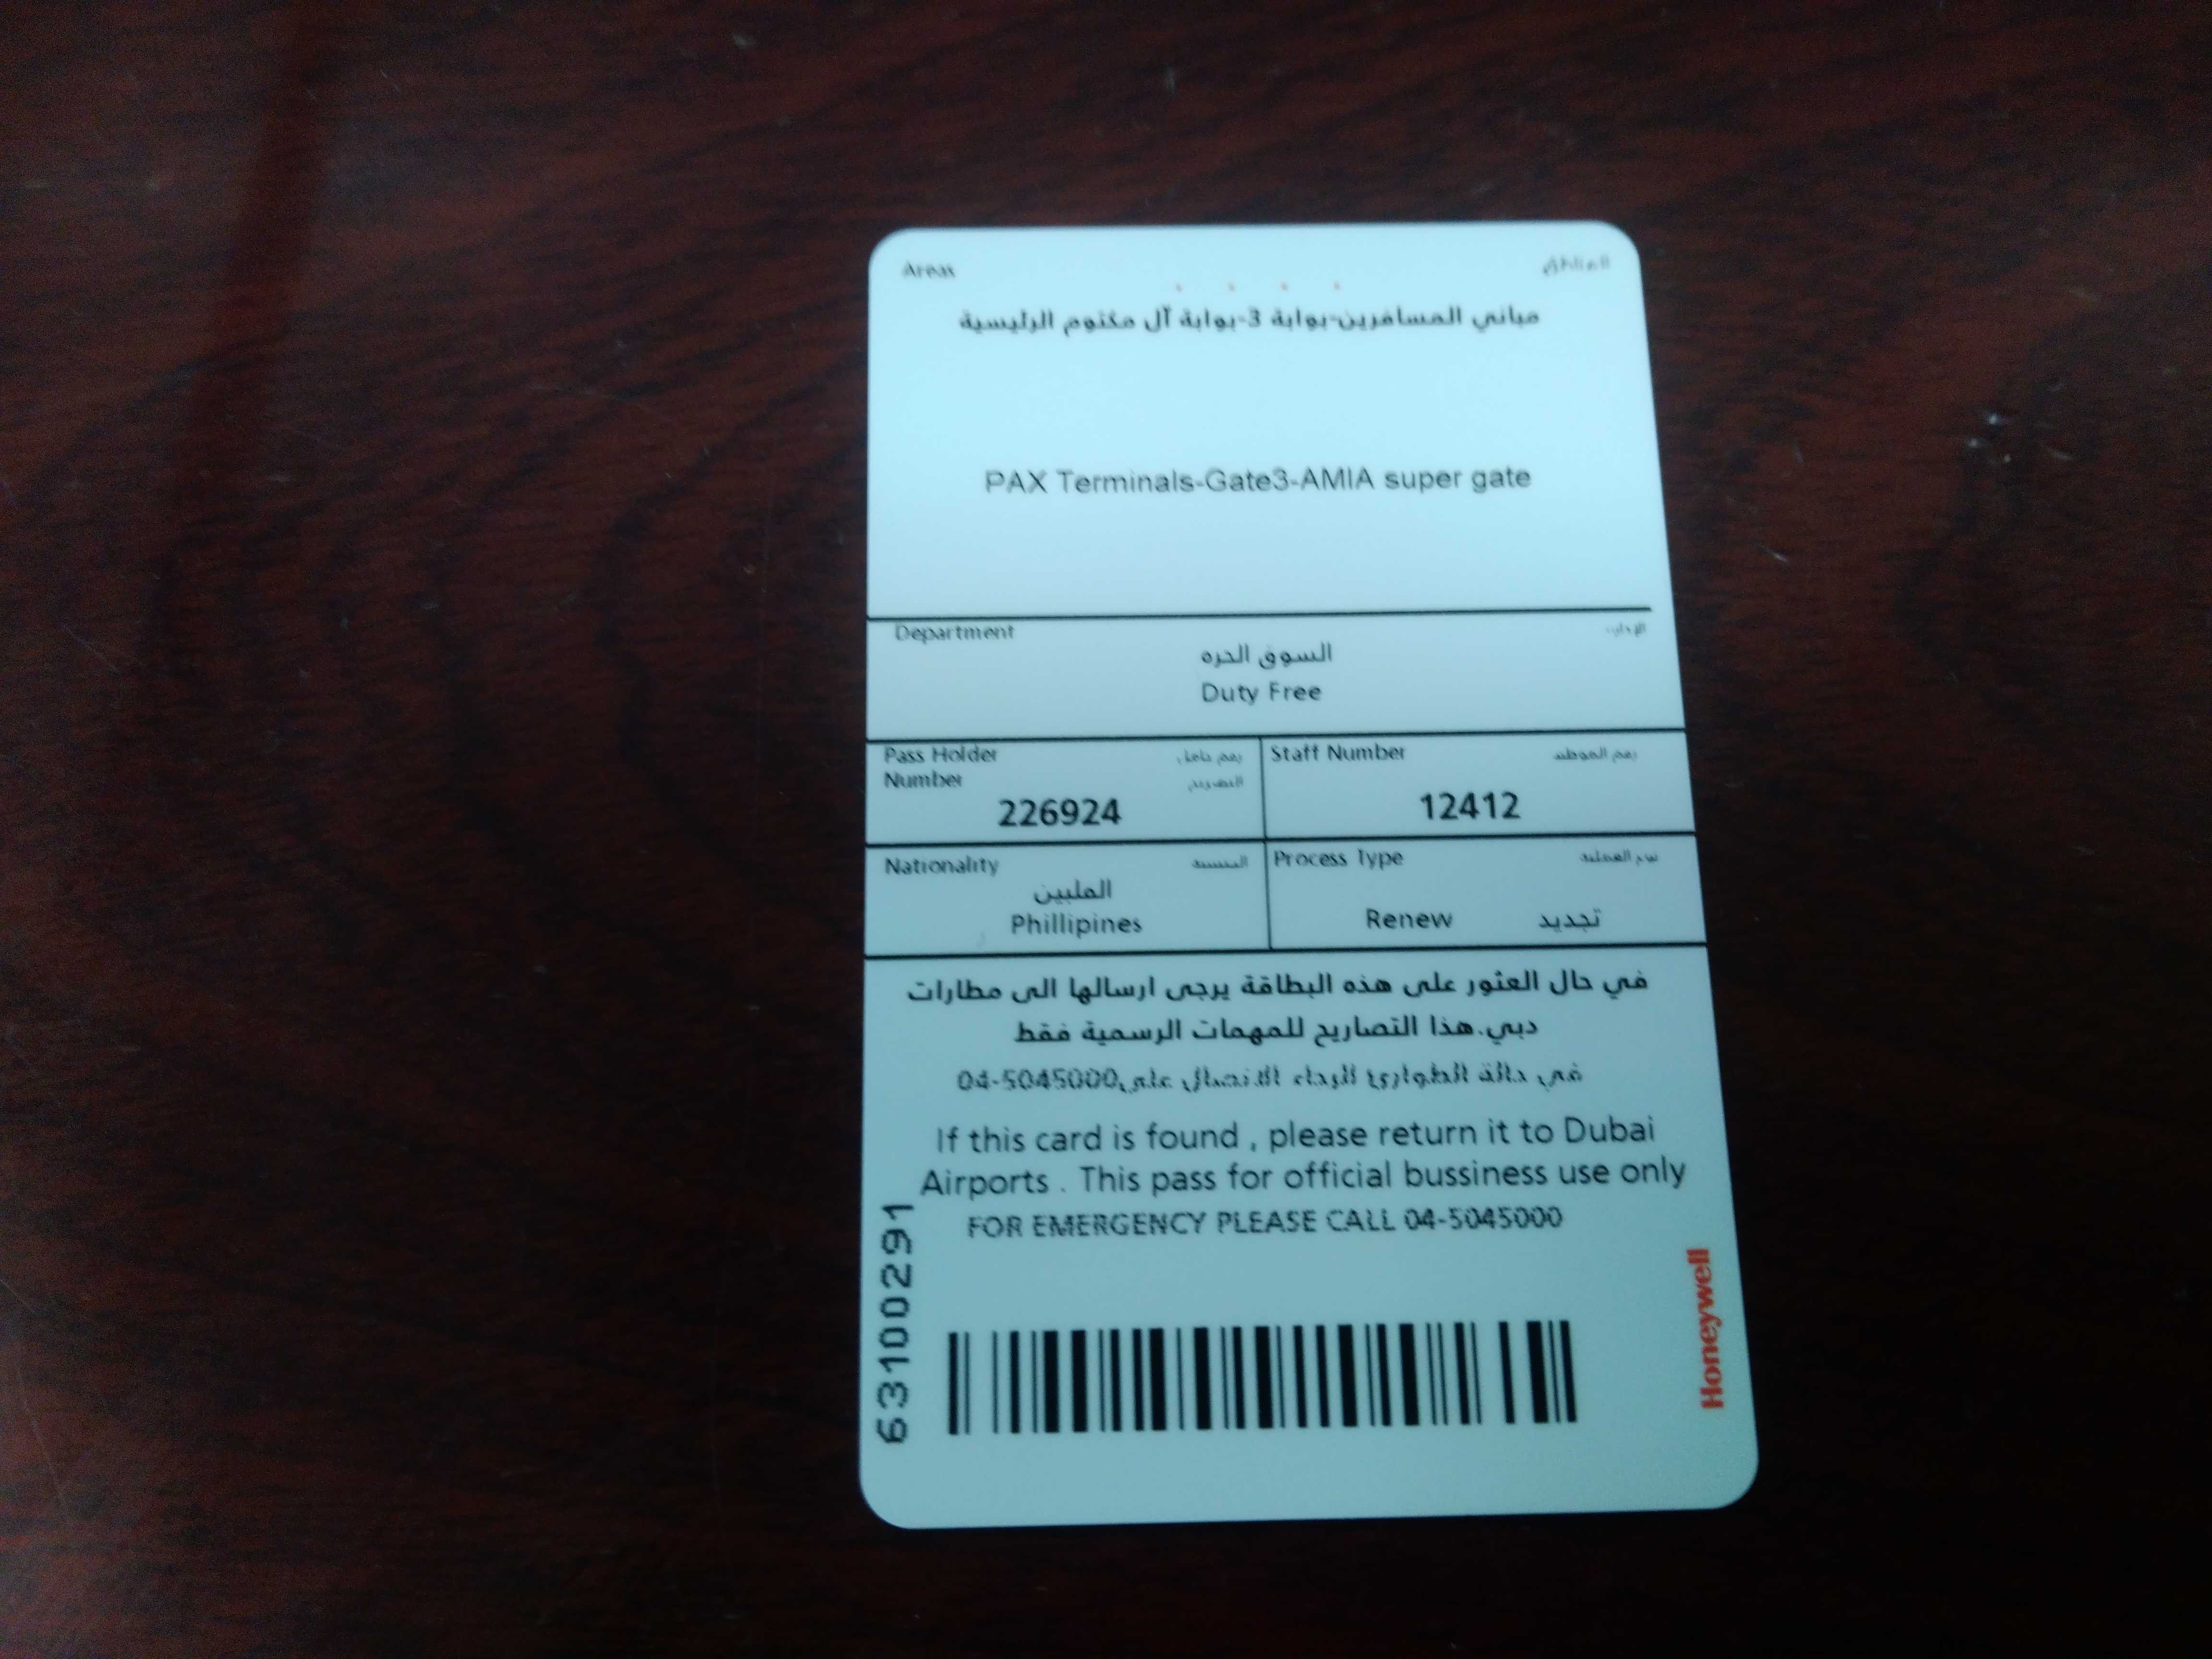 Areas المناطق
مباني المسافرين-بوابة 3-بوابة آل مكتوم الرئيسية
PAX Terminals-Gate3-AMIA super gate
Department
السوق الحره
Duty Free
Pass Holder رقم حامل Staff Number رقم الموظف
Number التصريح
226924 12412
Nationality الجنسية Process Type
الفلبين
Phillipines Renew تجديد
في حال العثور على هذه البطاقة يرجى ارسالها الى مطارات
دبي.هذا التصاريح للمهمات الرسمية فقط
في حالة الطوارئ الرجاء الاتصال على04-5045000
If this card is found , please return it to Dubai
Airports . This pass for official bussiness use only
FOR EMERGENCY PLEASE CALL 04-5045000
63100291
Honeywell